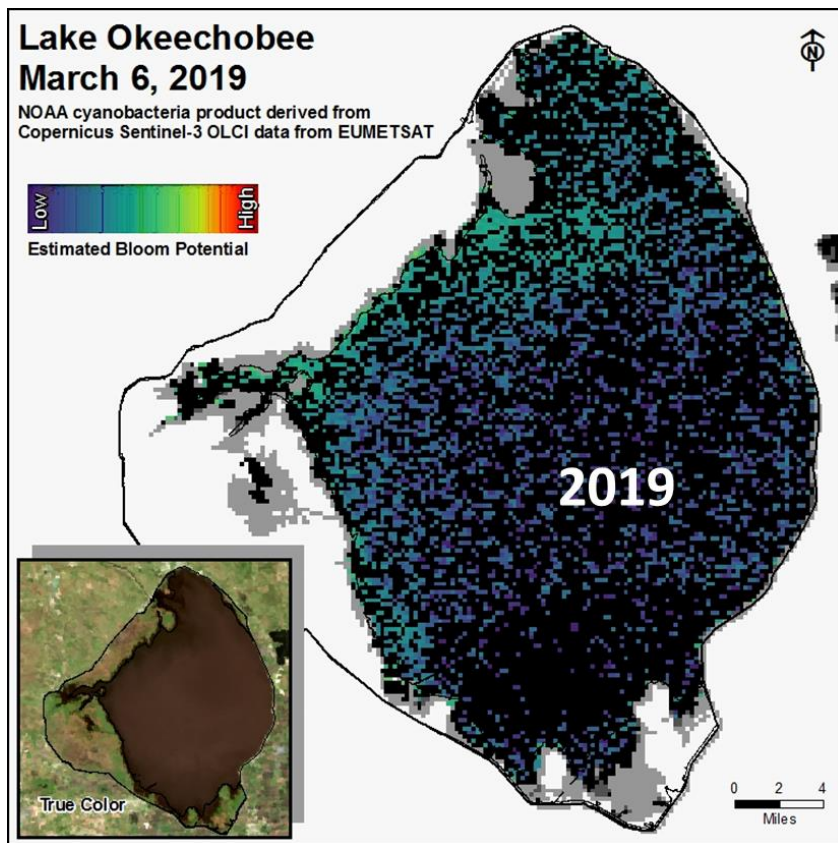 Lake Okeechobee
March 6, 2019
NOAA cyanobacteria product derived from
Copernicus Sentinel-3 OLCI data from EUMETSAT
N
Low
High
Estimated Bloom Potential
2019
True Color
0 2 4
Miles